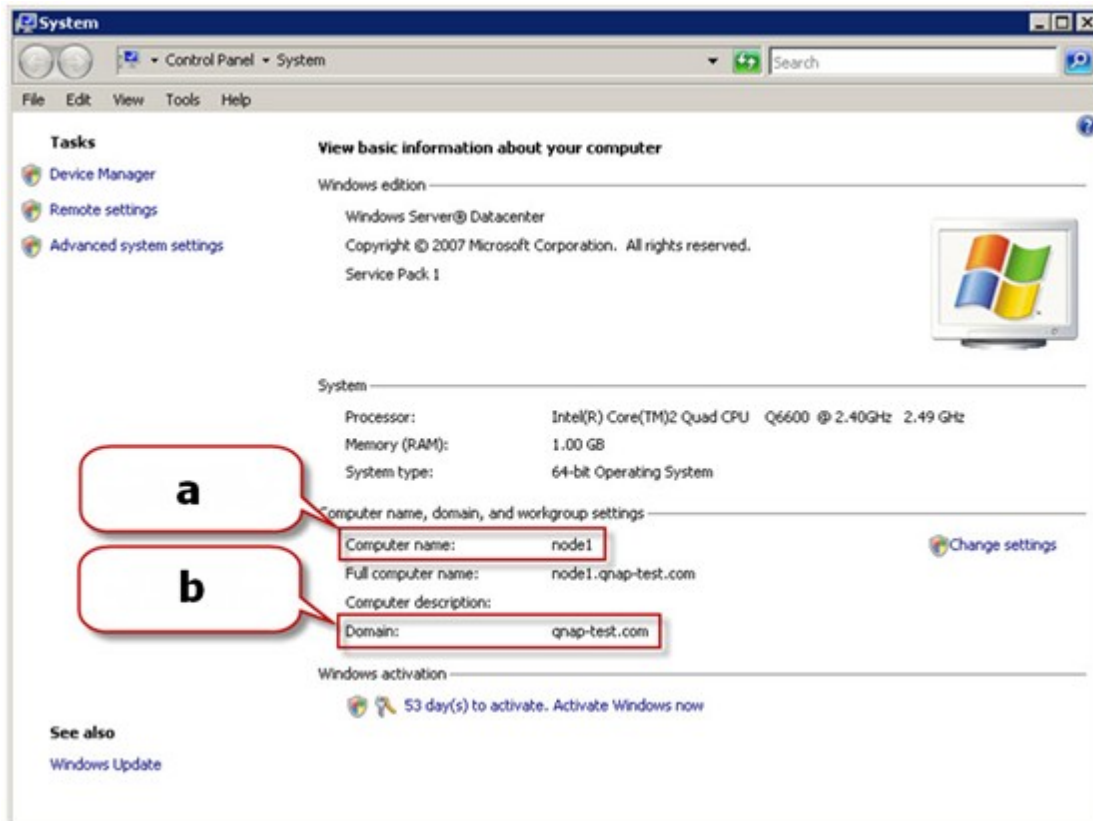 System
Control Panel System
Search
File Edit View Tools Help
Tasks
Device Manager
Remote settings
Advanced system settings
View basic information about your computer
Windows edition
Windows Server® Datacenter
Copyright © 2007 Microsoft Corporation. All rights reserved.
Service Pack 1
System
Processor: Intel(R) Core(TM)2 Quad CPU Q6600 @ 2.40GHz 2.49 GHz
Memory (RAM): 1.00 GB
System type: 64-bit Operating System
Computer name, domain, and workgroup settings
a
Computer name: node1
Change settings
Full computer name: node1.qnap-test.com
b
Computer description:
Domain: qnap-test.com
Windows activation
53 day(s) to activate. Activate Windows now
See also
Windows Update